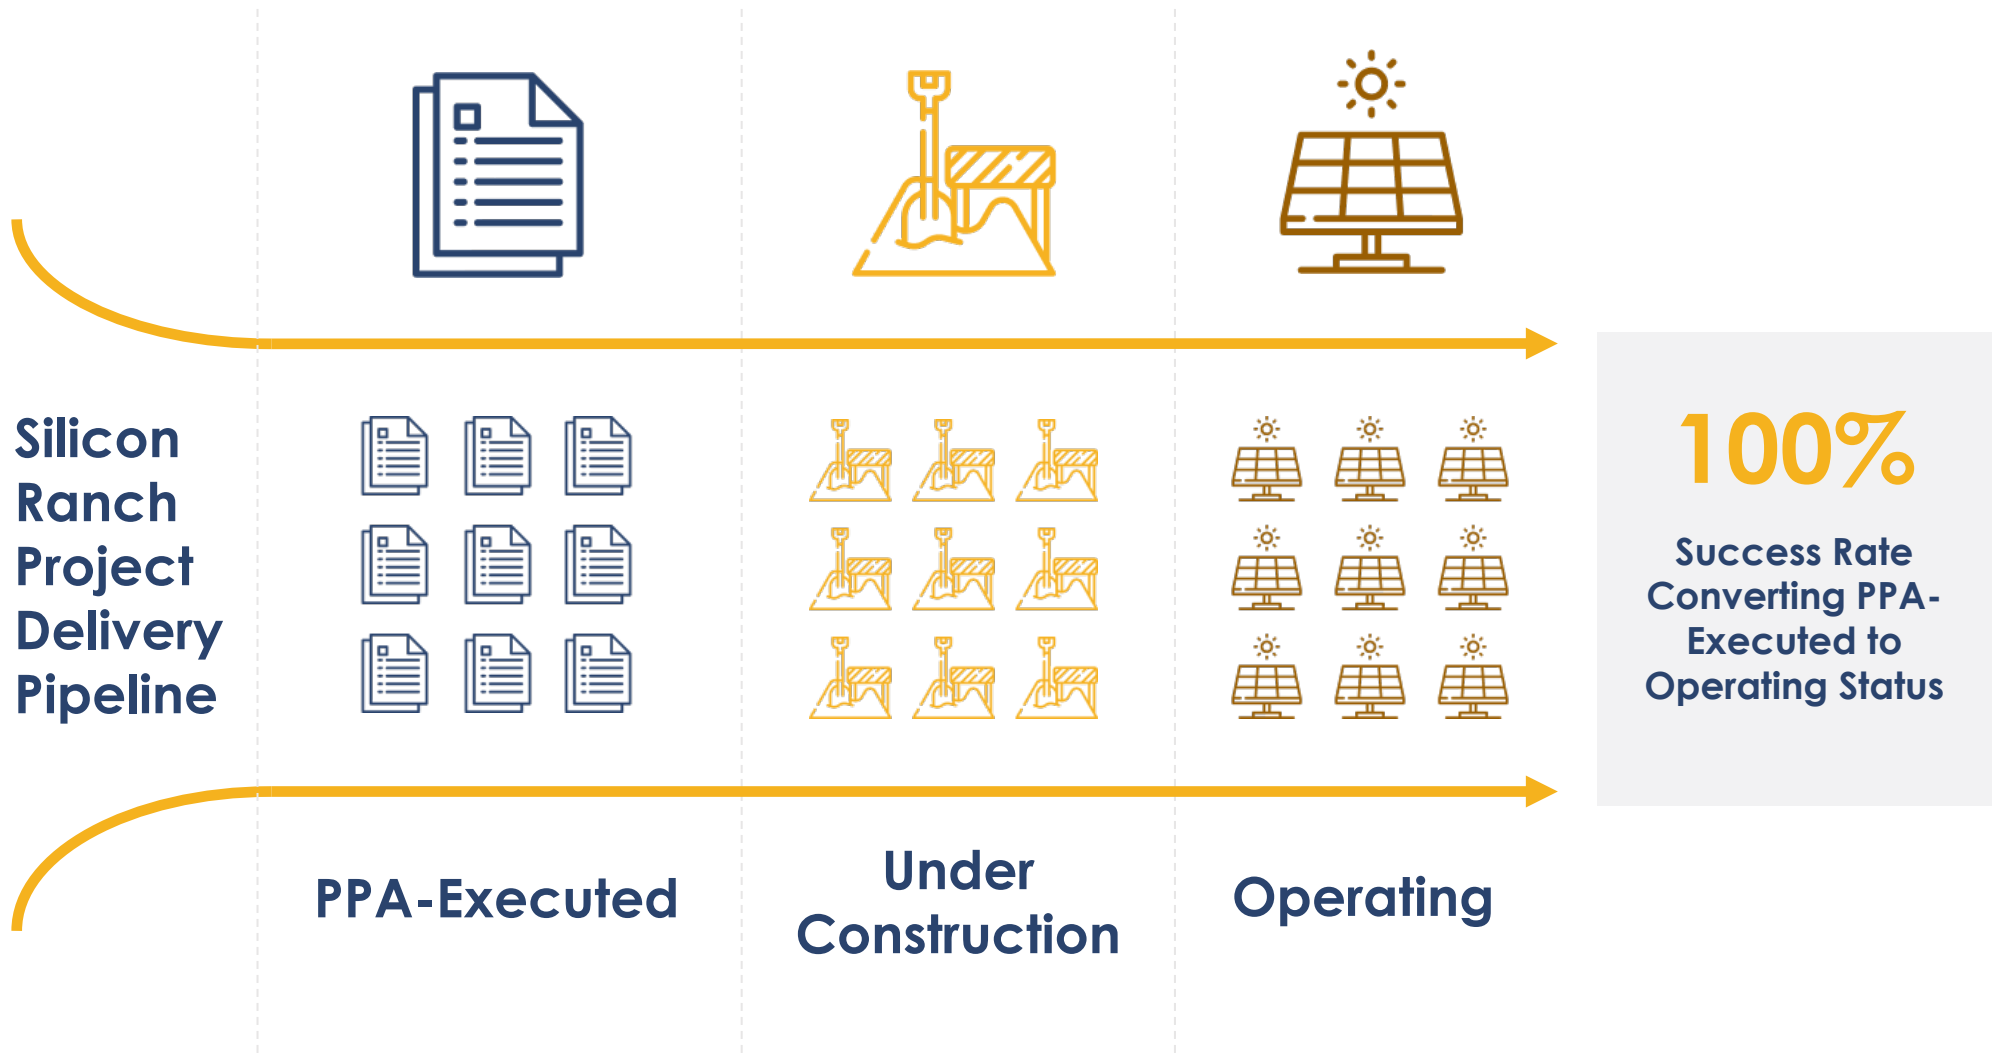 Silicon
Ranch
Project
Delivery
Pipeline
100%
Success Rate
Converting PPA-
Executed to
Operating Status
PPA-Executed
Under
Construction
Operating